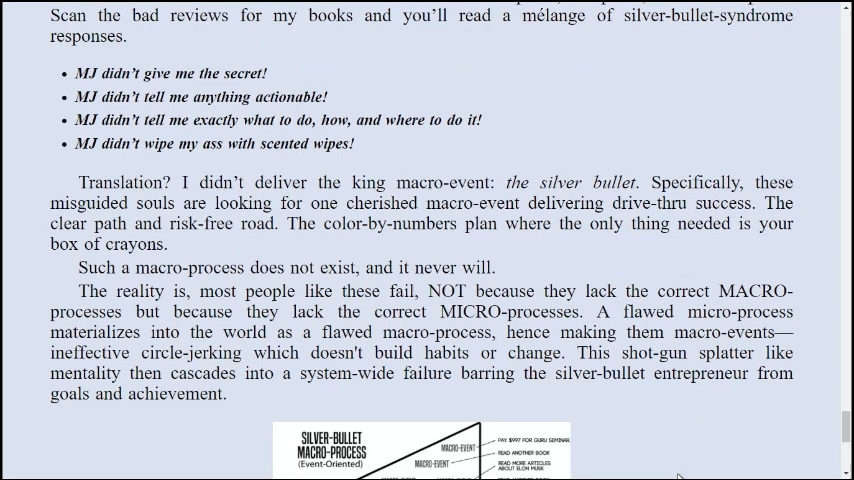 Scan the bad reviews for my books and you'll read a mélange of silver-bullet-syndrome
responses.
• MJ didn't give me the secret!
• MJ didn't tell me anything actionable!
• MJ didn't tell me exactly what to do, how, and where to do it!
• MJ didn't wipe my ass with scented wipes!
Translation? I didn't deliver the king macro-event: the silver bullet. Specifically, these
misguided souls are looking for one cherished macro-event delivering drive-thru success. The
clear path and risk-free road. The color-by-numbers plan where the only thing needed is your
box of crayons.
Such a macro-process does not exist, and it never will.
The reality is, most people like these fail, NOT because they lack the correct MACRO-
processes but because they lack the correct MICRO-processes. A flawed micro-process
materializes into the world as a flawed macro-process, hence making them macro-events—
ineffective circle-jerking which doesn't build habits or change. This shot-gun splatter like
mentality then cascades into a system-wide failure barring the silver-bullet entrepreneur from
goals and achievement.
SILVER-BULLET
MACRO-PROCESS
(Event-Oriented)
MACRO-EVENT
PAY $997 FOR GURU SEMINAR
READ ANOTHER BOOK
MACRO-EVENT
READ MORE ARTICLES
ABOUT ELON MUSK